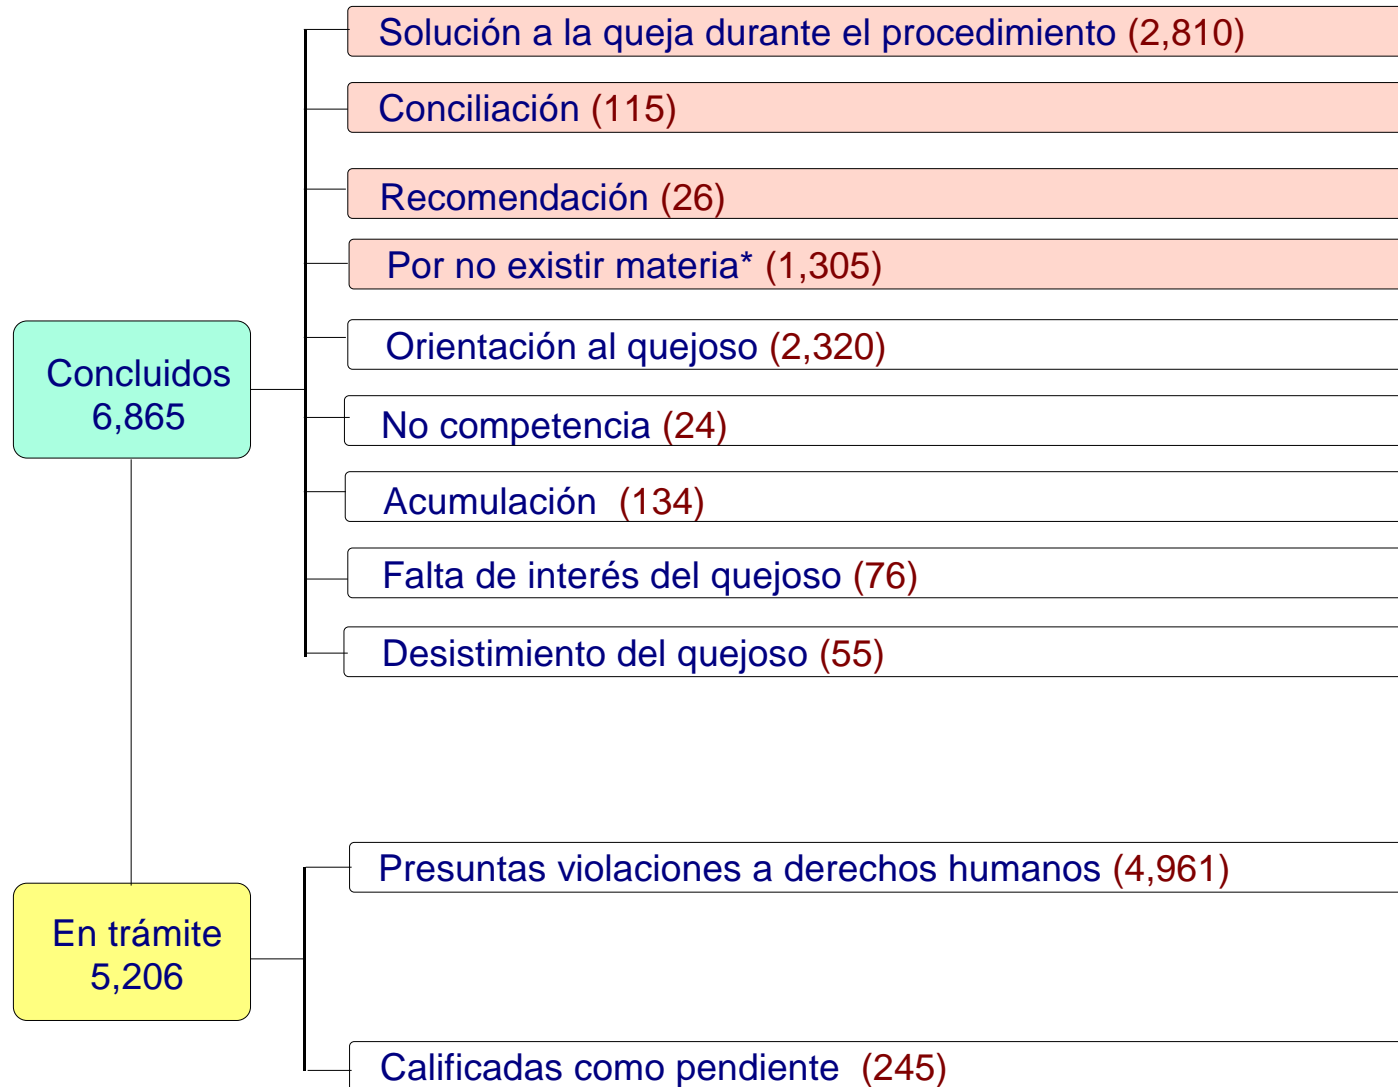 Solución a la queja durante el procedimiento (2,810)
Conciliación (115)
Recomendación (26)
Por no existir materia* (1,305)
Orientación al quejoso (2,320)
Concluidos
6,865
No competencia (24)
Acumulación (134)
Falta de interés del quejoso (76)
Desistimiento del quejoso (55)
Presuntas violaciones a derechos humanos (4,961)
En trámite
5,206
Calificadas como pendiente (245)